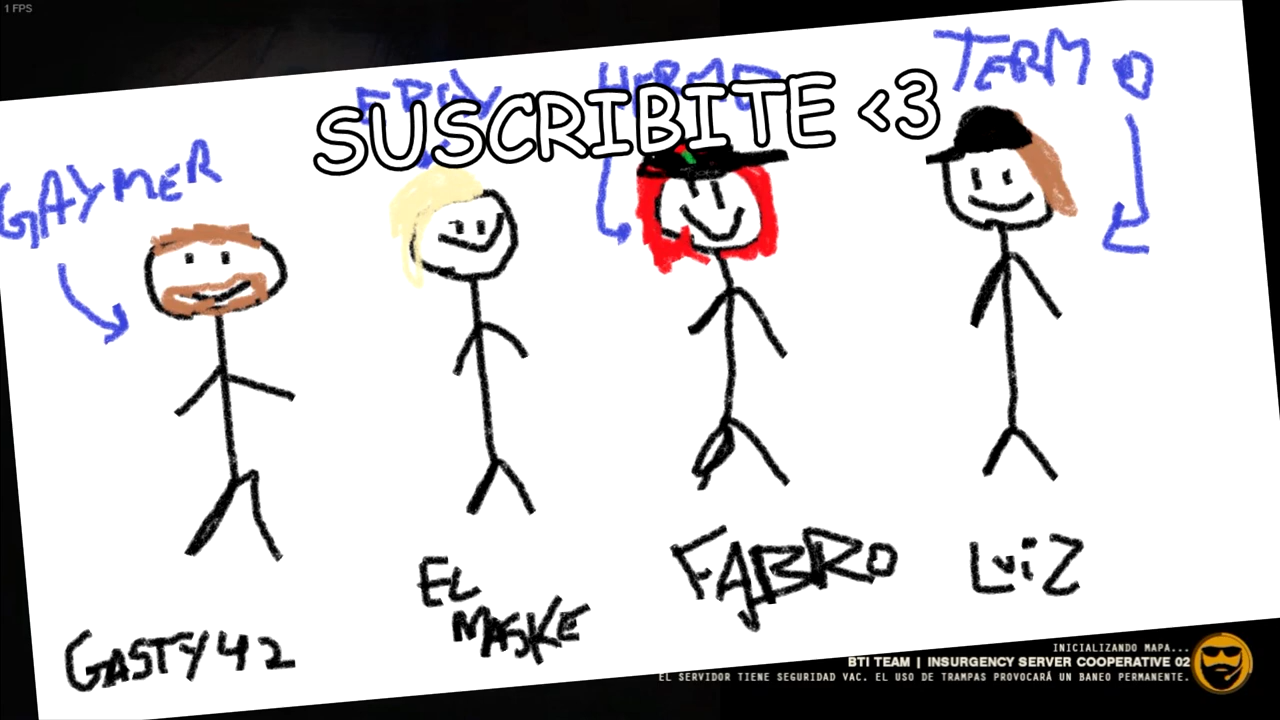 1 FPS
TERMO
SUSCRIBITE <3
GAYMER
FABRO
LUiZ
EL
MASKE
GASTY42
INICIALIZANDO MAPA...
BTI TEAM | INSURGENCY SERVER COOPERATIVE 02
EL SERVIDOR TIENE SEGURIDAD VAC. EL USO DE TRAMPAS PROVOCARÁ UN BANEO PERMANENTE.